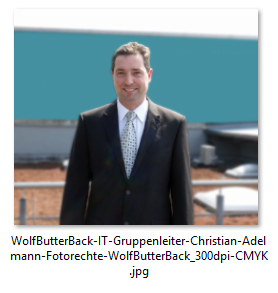 WolfButterBack-IT-Gruppenleiter-Christian-Adel
mann-Fotorechte-WolfButterBack_300dpi-CMYK
.jpg